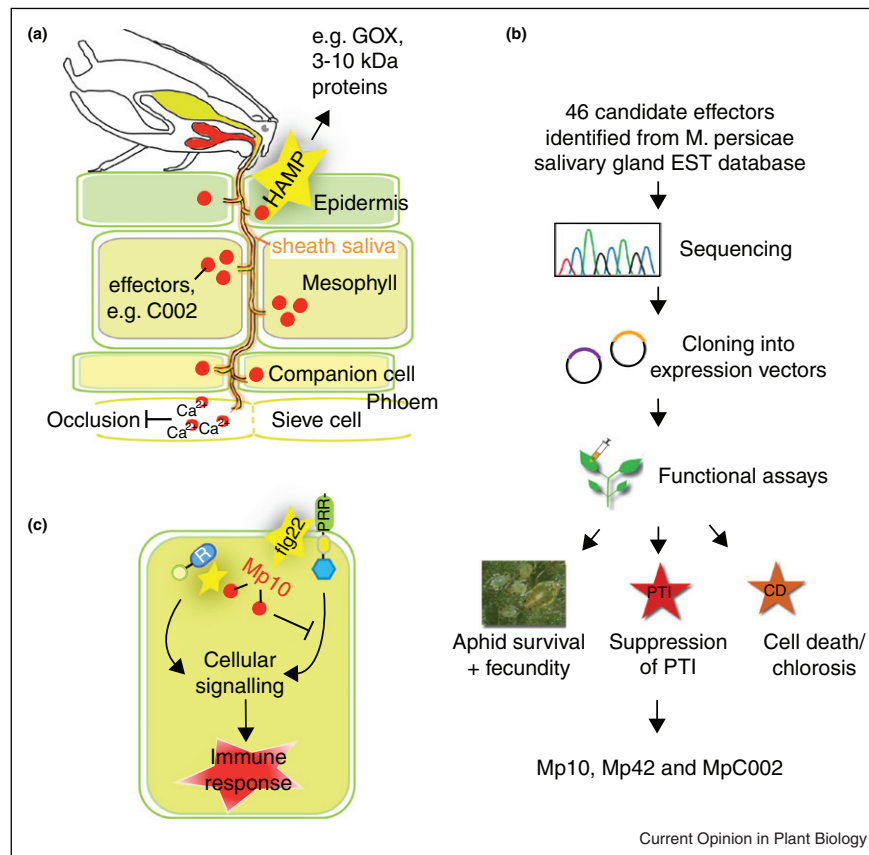 (a)
e.g. GOX,
3-10 kDa
proteins
HAMP
Epidermis
sheath saliva
effectors,
e.g. C002
Mesophyll
Companion cell
Phloem
Occlusion
Ca2+
Ca2+
Ca2+
Sieve cell
(b)
46 candidate effectors
identified from M. persicae
salivary gland EST database
Sequencing
Cloning into
expression vectors
Functional assays
PTI
CD
Aphid survival
+ fecundity
Suppression
of PTI
Cell death/
chlorosis
Mp10, Mp42 and MpC002
(c)
R
flg22
PRR
Mp10
Cellular
signalling
Immune
response
Current Opinion in Plant Biology